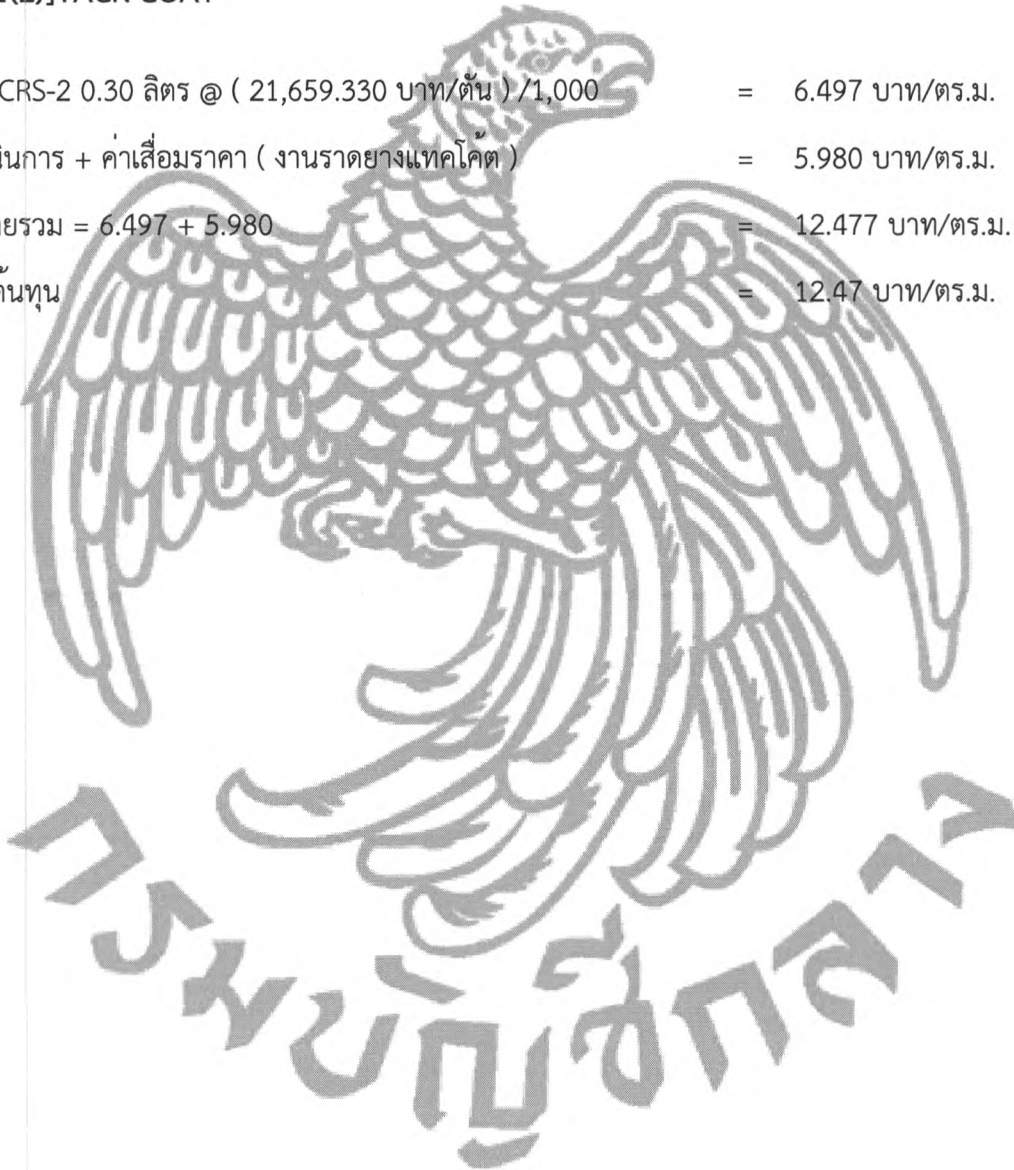 TACK COAT
CRS-2 0.30 ลิตร @ ( 21,659.330 บาท/ตัน ) /1,000 = 6.497 บาท/ตร.ม.
นินการ + ค่าเสื่อมราคา ( งานราดยางแทคโค้ต ) = 5.980 บาท/ตร.ม.
ยรวม = 6.497 + 5.980 = 12.477 บาท/ตร.ม.
ต้นทุน = 12.47 บาท/ตร.ม.
กรมบัญชีกลาง